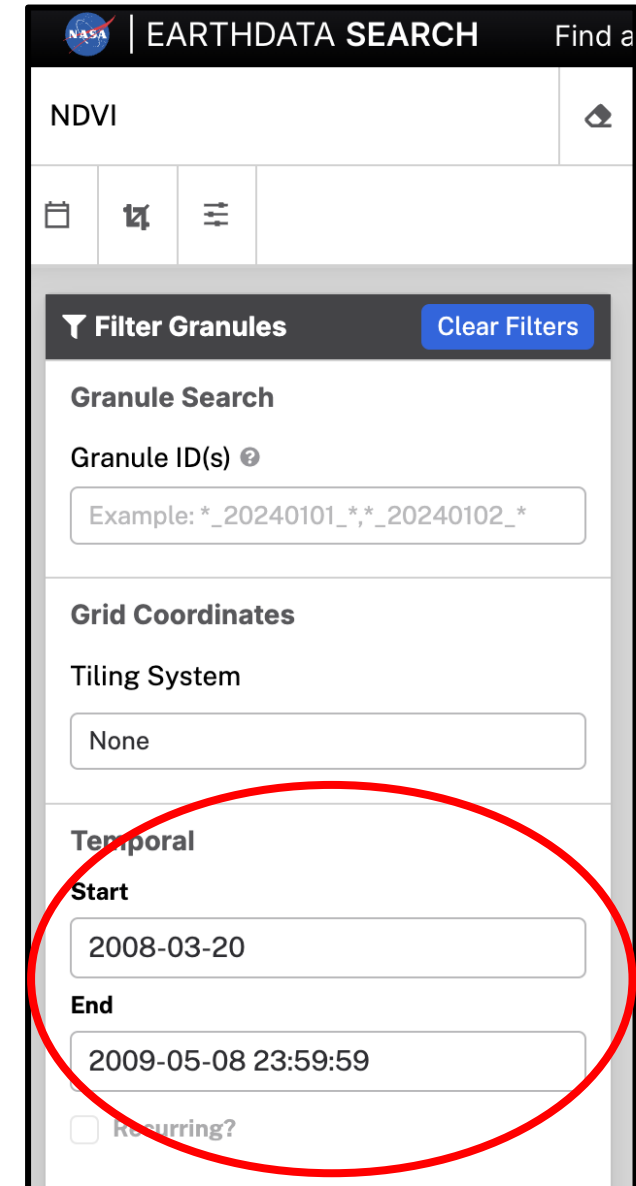 NASA | EARTHDATA SEARCH Find a
NDVI
Filter Granules Clear Filters
Granule Search
Granule ID(s) ?
Example: *_20240101_*,*_20240102_*
Grid Coordinates
Tiling System
None
Temporal
Start
2008-03-20
End
2009-05-08 23:59:59
Recurring?